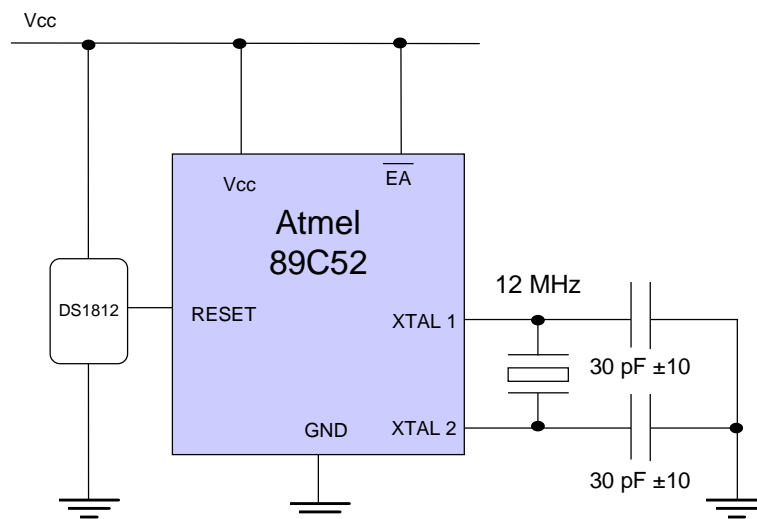 Vcc
Vcc
EA
Atmel
89C52
12 MHz
DS1812
RESET
XTAL 1
30 pF ±10
GND
XTAL 2
30 pF ±10